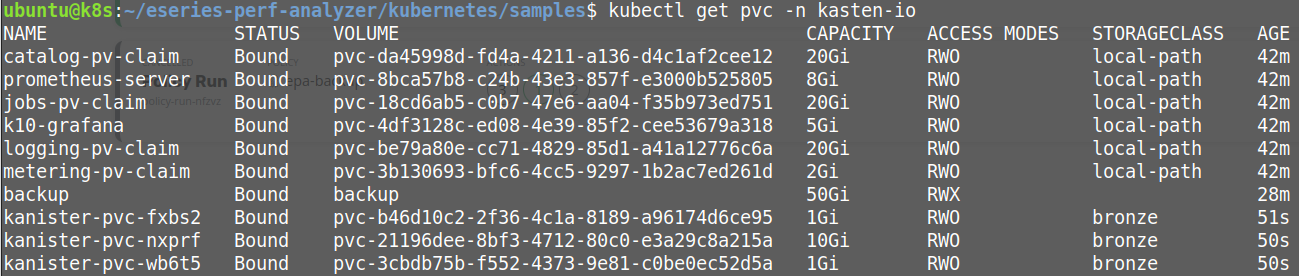 ubuntu@k8s:~/eseries-perf-analyzer/kubernetes/samples$ kubectl get pvc -n kasten-io
NAME STATUS VOLUME CAPACITY ACCESS MODES STORAGECLASS AGE
catalog-pv-claim Bound pvc-da45998d-fd4a-4211-a136-d4c1af2cee12 20Gi RWO local-path 42m
prometheus-server Bound pvc-8bca57b8-c24b-43e3-857f-e3000b525805 8Gi RWO local-path 42m
jobs-pv-claim Bound pvc-18cd6ab5-c0b7-47e6-aa04-f35b973ed751 20Gi RWO local-path 42m
k10-grafana Bound pvc-4df3128c-ed08-4e39-85f2-cee53679a318 5Gi RWO local-path 42m
logging-pv-claim Bound pvc-be79a80e-cc71-4829-85d1-a41a12776c6a 20Gi RWO local-path 42m
metering-pv-claim Bound pvc-3b130693-bfc6-4cc5-9297-1b2ac7ed261d 2Gi RWO local-path 42m
backup Bound backup 50Gi RWX 28m
kanister-pvc-fxbs2 Bound pvc-b46d10c2-2f36-4c1a-8189-a96174d6ce95 1Gi RWO bronze 51s
kanister-pvc-nxprf Bound pvc-21196dee-8bf3-4712-80c0-e3a29c8a215a 10Gi RWO bronze 50s
kanister-pvc-wb6t5 Bound pvc-3cbdb75b-f552-4373-9e81-c0be0ec52d5a 1Gi RWO bronze 50s